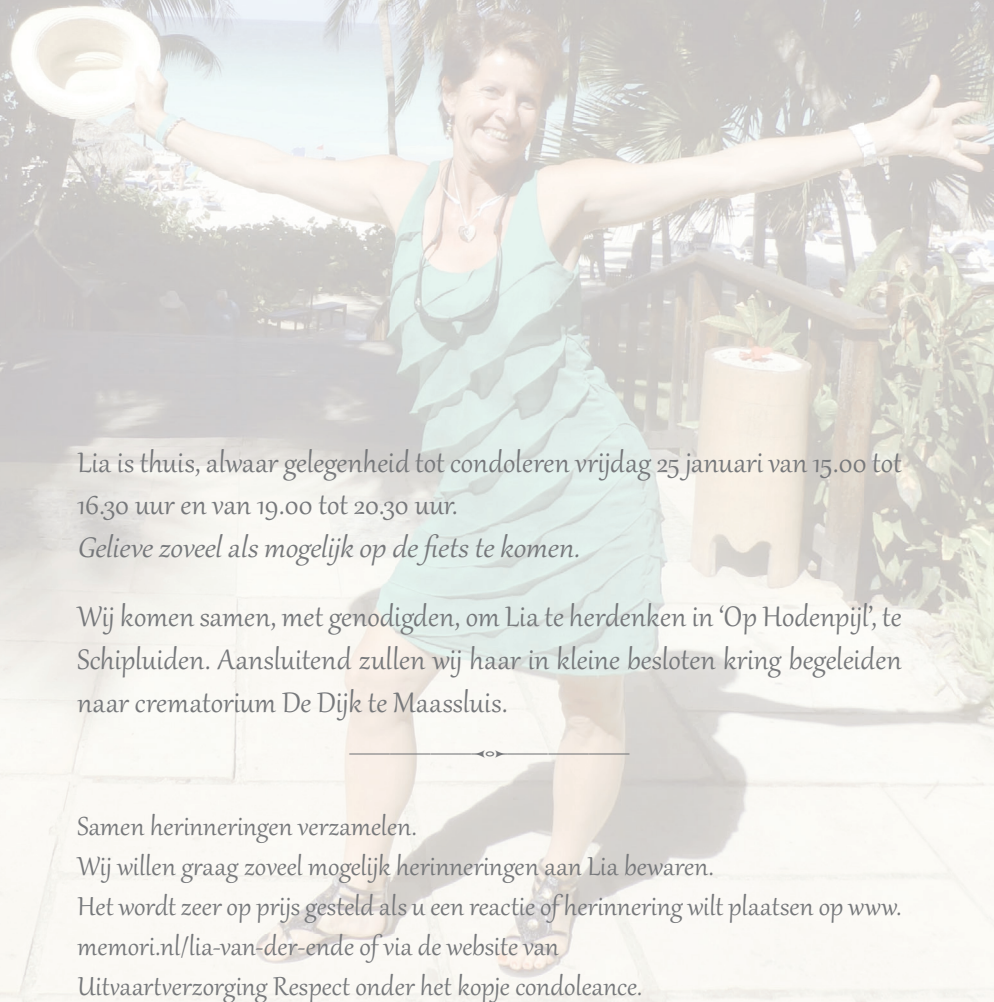 Lia is thuis, alwaar gelegenheid tot condoleren vrijdag 25 januari van 15.00 tot
16.30 uur en van 19.00 tot 20.30 uur.
Gelieve zoveel als mogelijk op de fiets te komen.
Wij komen samen, met genodigden, om Lia te herdenken in ‘Op Hodenpijl’, te
Schipluiden. Aansluitend zullen wij haar in kleine besloten kring begeleiden
naar crematorium De Dijk te Maassluis.
Samen herinneringen verzamelen.
Wij willen graag zoveel mogelijk herinneringen aan Lia bewaren.
Het wordt zeer op prijs gesteld als u een reactie of herinnering wilt plaatsen op www.
memori.nl/lia-van-der-ende of via de website van
Uitvaartverzorging Respect onder het kopje condoleance.